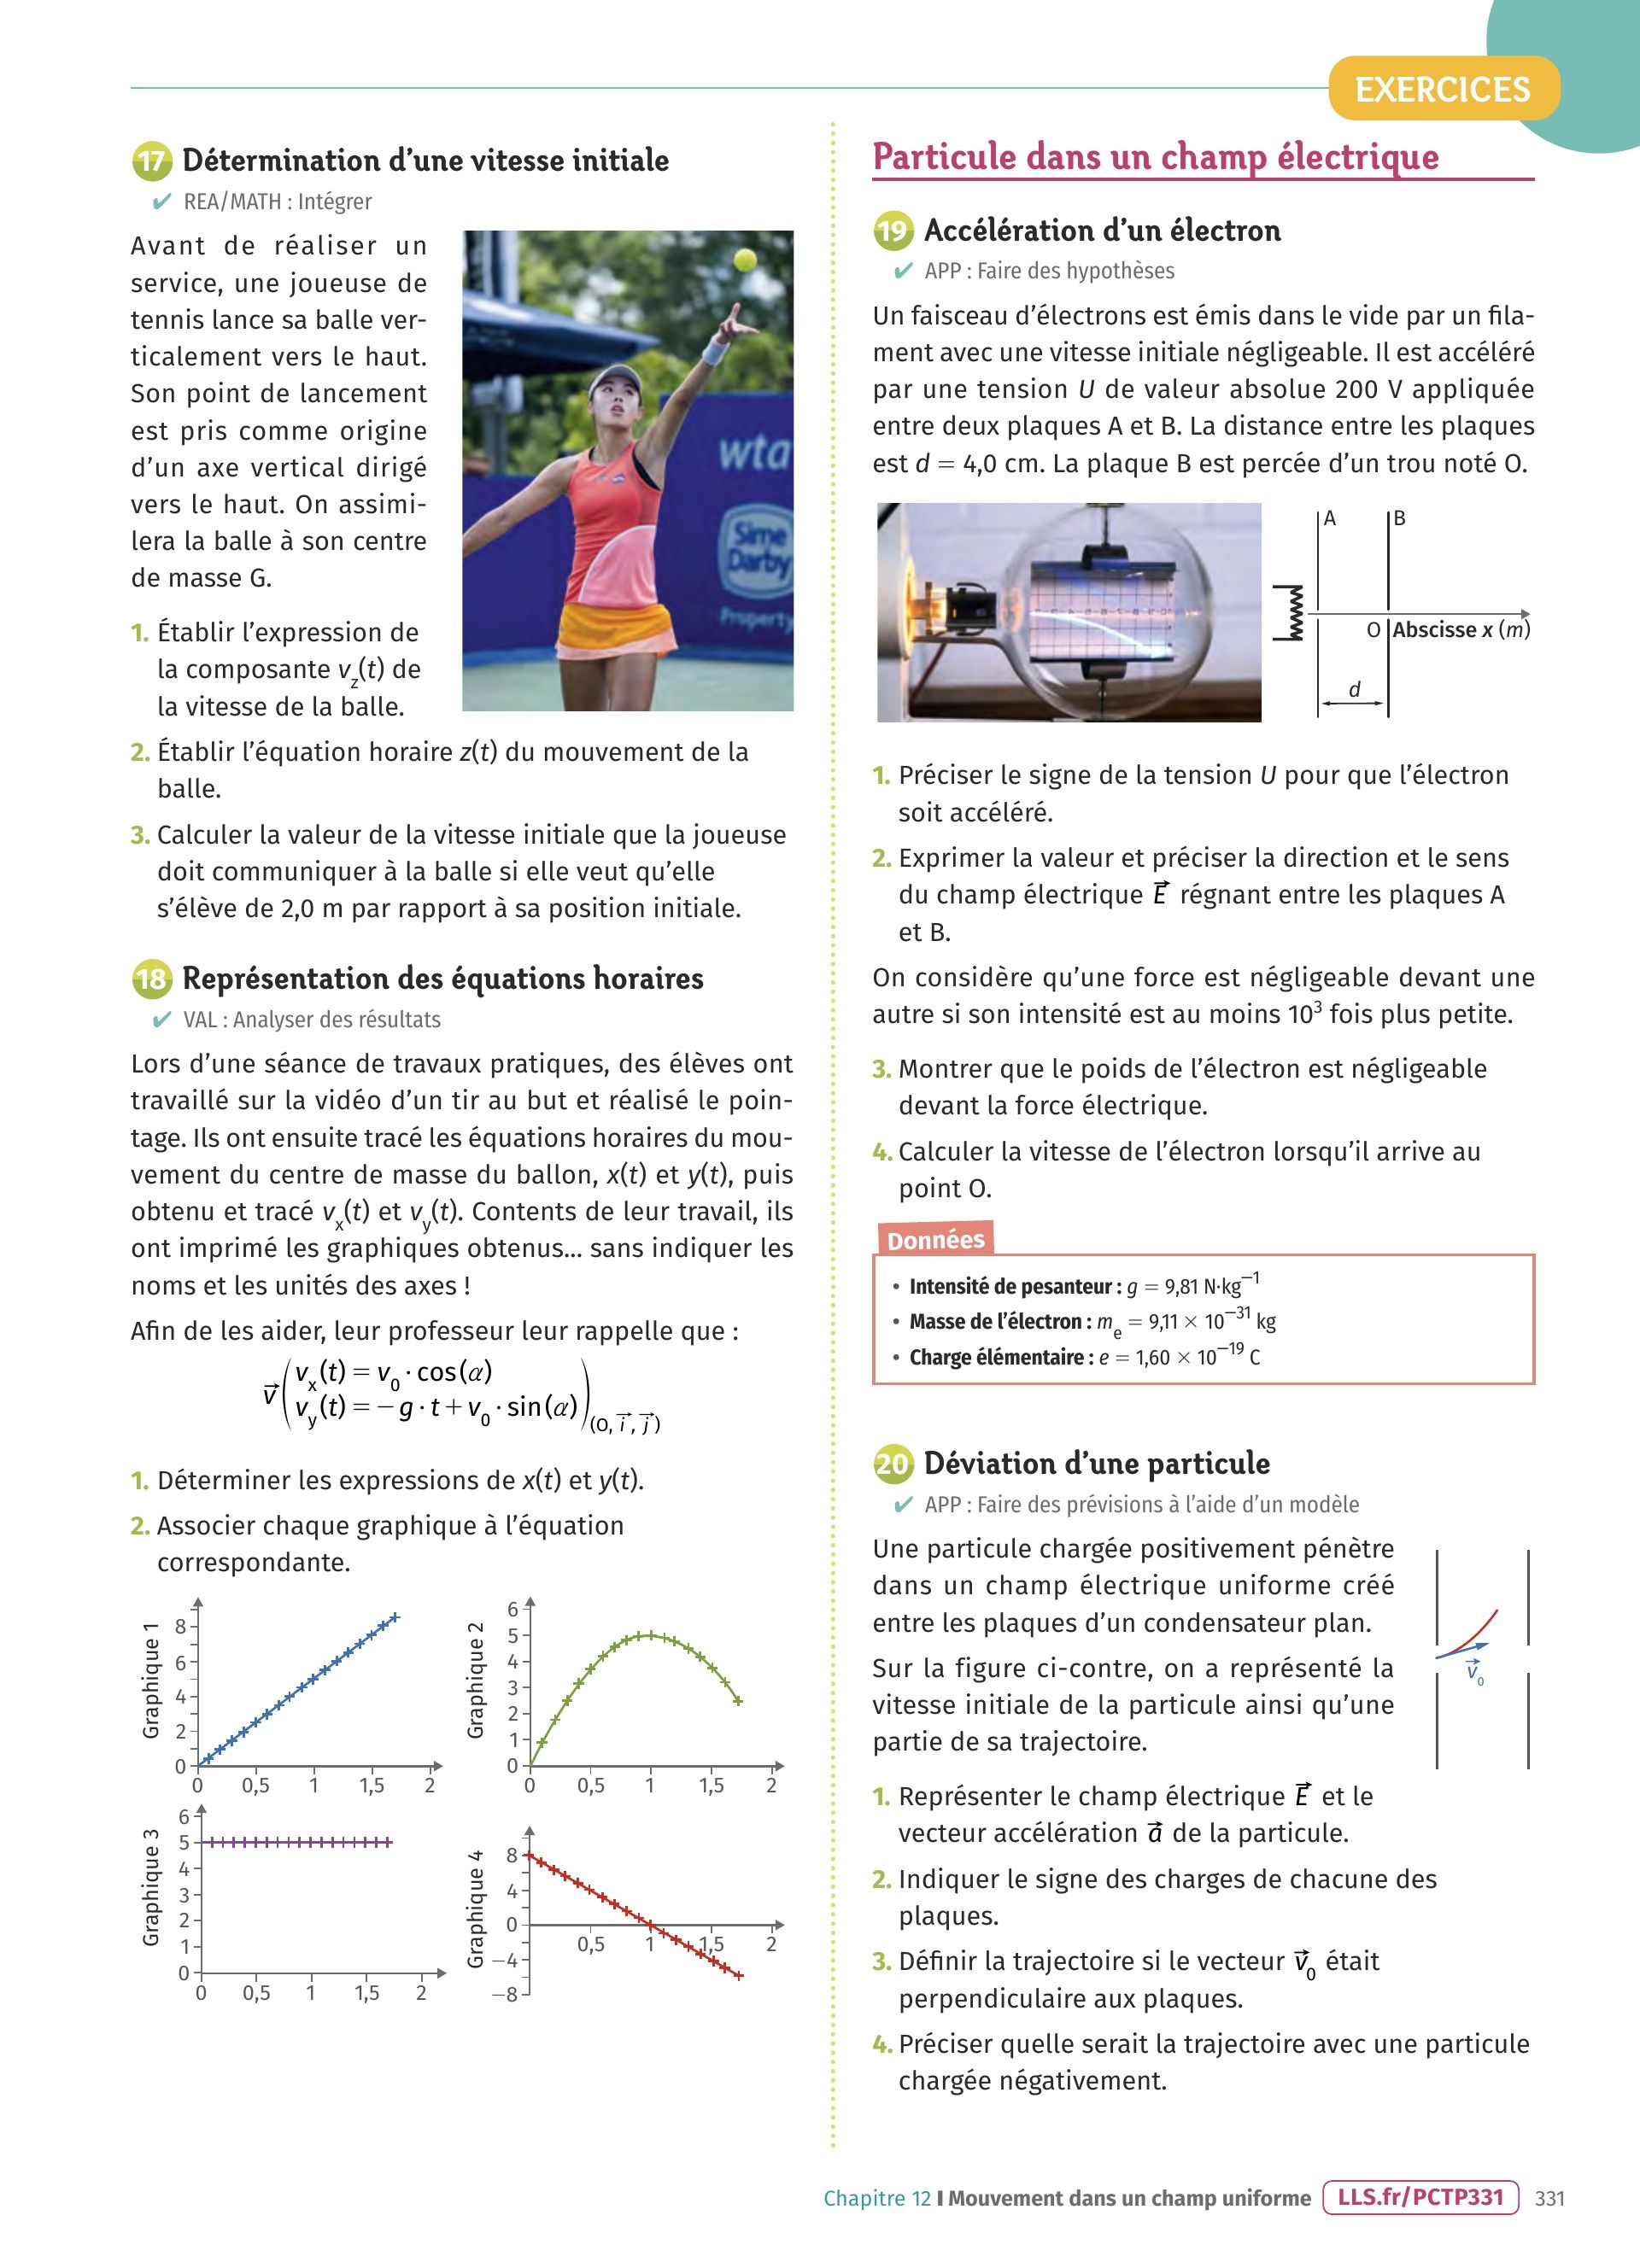 EXERCICES
17 Détermination d’une vitesse initiale
✔ REA/MATH : Intégrer
Avant de réaliser un
service, une joueuse de
tennis lance sa balle ver-
ticalement vers le haut.
Son point de lancement
est pris comme origine
d’un axe vertical dirigé
vers le haut. On assimi-
lera la balle à son centre
de masse G.
wta
Sime
Darby
Property
1. Établir l’expression de
la composante v_z(t) de
la vitesse de la balle.
2. Établir l’équation horaire z(t) du mouvement de la
balle.
3. Calculer la valeur de la vitesse initiale que la joueuse
doit communiquer à la balle si elle veut qu’elle
s’élève de 2,0 m par rapport à sa position initiale.
18 Représentation des équations horaires
✔ VAL : Analyser des résultats
Lors d’une séance de travaux pratiques, des élèves ont
travaillé sur la vidéo d’un tir au but et réalisé le poin-
tage. Ils ont ensuite tracé les équations horaires du mou-
vement du centre de masse du ballon, x(t) et y(t), puis
obtenu et tracé v_x(t) et v_y(t). Contents de leur travail, ils
ont imprimé les graphiques obtenus... sans indiquer les
noms et les unités des axes !
Afin de les aider, leur professeur leur rappelle que :
v⃗ ( v_x(t) = v_0 · cos(α)
v_y(t) = − g · t + v_0 · sin(α) )_(O, i⃗, j⃗)
1. Déterminer les expressions de x(t) et y(t).
2. Associer chaque graphique à l’équation
correspondante.
Graphique 1
8
6
4
2
0
0 0,5 1 1,5 2
Graphique 2
6
5
4
3
2
1
0
0 0,5 1 1,5 2
Graphique 3
6
5
4
3
2
1
0
0 0,5 1 1,5 2
Graphique 4
8
4
0
−4
−8
0,5 1 1,5 2
Particule dans un champ électrique
19 Accélération d’un électron
✔ APP : Faire des hypothèses
Un faisceau d’électrons est émis dans le vide par un fila-
ment avec une vitesse initiale négligeable. Il est accéléré
par une tension U de valeur absolue 200 V appliquée
entre deux plaques A et B. La distance entre les plaques
est d = 4,0 cm. La plaque B est percée d’un trou noté O.
A B
O Abscisse x (m)
d
1. Préciser le signe de la tension U pour que l’électron
soit accéléré.
2. Exprimer la valeur et préciser la direction et le sens
du champ électrique E⃗ régnant entre les plaques A
et B.
On considère qu’une force est négligeable devant une
autre si son intensité est au moins 10³ fois plus petite.
3. Montrer que le poids de l’électron est négligeable
devant la force électrique.
4. Calculer la vitesse de l’électron lorsqu’il arrive au
point O.
Données
• Intensité de pesanteur : g = 9,81 N·kg⁻¹
• Masse de l’électron : m_e = 9,11 × 10⁻³¹ kg
• Charge élémentaire : e = 1,60 × 10⁻¹⁹ C
20 Déviation d’une particule
✔ APP : Faire des prévisions à l’aide d’un modèle
Une particule chargée positivement pénètre
dans un champ électrique uniforme créé
entre les plaques d’un condensateur plan.
Sur la figure ci-contre, on a représenté la
vitesse initiale de la particule ainsi qu’une
partie de sa trajectoire.
v⃗_0
1. Représenter le champ électrique E⃗ et le
vecteur accélération a⃗ de la particule.
2. Indiquer le signe des charges de chacune des
plaques.
3. Définir la trajectoire si le vecteur v⃗_0 était
perpendiculaire aux plaques.
4. Préciser quelle serait la trajectoire avec une particule
chargée négativement.
Chapitre 12 I Mouvement dans un champ uniforme LLS.fr/PCTP331 331